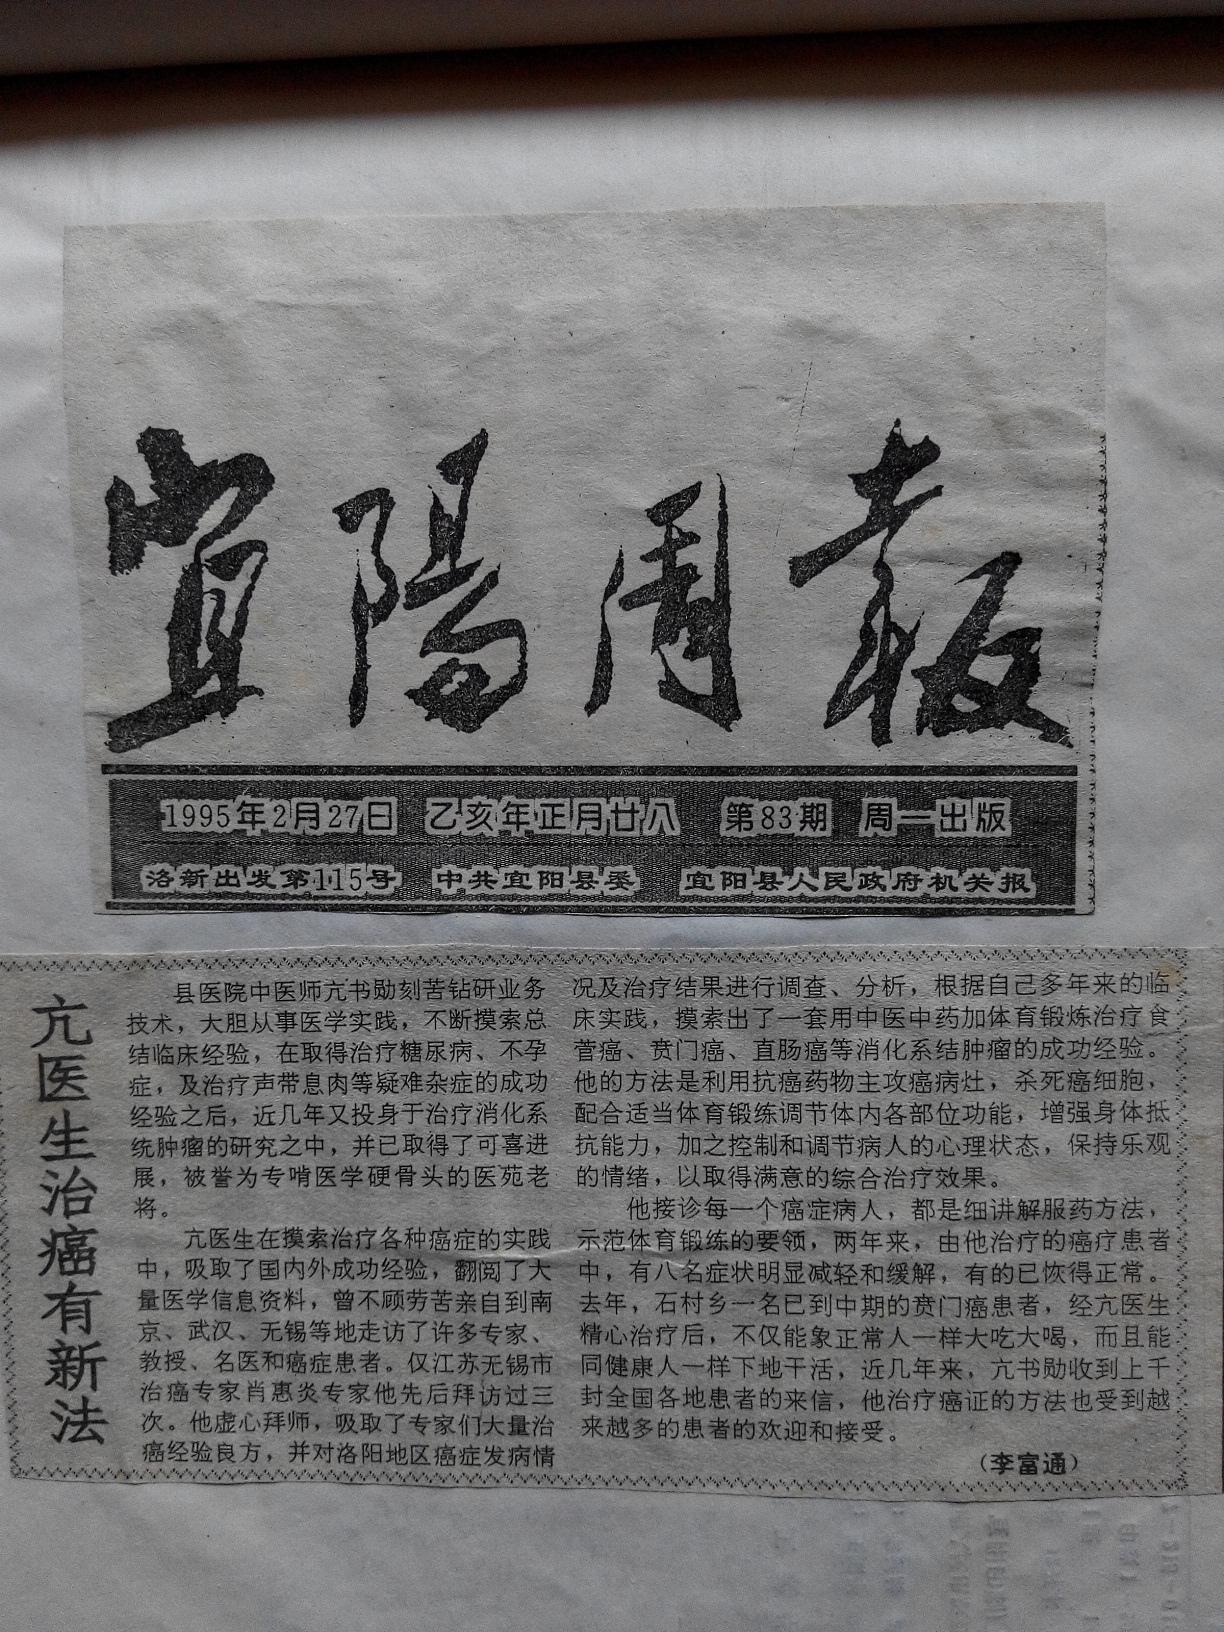 宜陽周報
1995年2月27日 乙亥年正月廿八 第83期 周一出版
洛新出发第115号 中共宜阳县委 宜阳县人民政府机关报
亢医生治癌有新法
县医院中医师亢书勋刻苦钻研业务
技术，大胆从事医学实践，不断摸索总
结临床经验，在取得治疗糖尿病、不孕
症，及治疗声带息肉等疑难杂症的成功
经验之后，近几年又投身于治疗消化系
统肿瘤的研究之中，并已取得了可喜进
展，被誉为专啃医学硬骨头的医苑老
将。
亢医生在摸索治疗各种癌症的实践
中，吸取了国内外成功经验，翻阅了大
量医学信息资料，曾不顾劳苦亲自到南
京、武汉、无锡等地走访了许多专家、
教授、名医和癌症患者。仅江苏无锡市
治癌专家肖惠炎专家他先后拜访过三
次。他虚心拜师，吸取了专家们大量治
癌经验良方，并对洛阳地区癌症发病情
况及治疗结果进行调查、分析，根据自己多年来的临
床实践，摸索出了一套用中医中药加体育锻炼治疗食
管癌、贲门癌、直肠癌等消化系结肿瘤的成功经验。
他的方法是利用抗癌药物主攻癌病灶，杀死癌细胞，
配合适当体育锻练调节体内各部位功能，增强身体抵
抗能力，加之控制和调节病人的心理状态，保持乐观
的情绪，以取得满意的综合治疗效果。
他接诊每一个癌症病人，都是细讲解服药方法，
示范体育锻练的要领，两年来，由他治疗的癌疗患者
中，有八名症状明显减轻和缓解，有的已恢得正常。
去年，石村乡一名已到中期的贲门癌患者，经亢医生
精心治疗后，不仅能象正常人一样大吃大喝，而且能
同健康人一样下地干活，近几年来，亢书勋收到上千
封全国各地患者的来信，他治疗癌证的方法也受到越
来越多的患者的欢迎和接受。
（李富通）